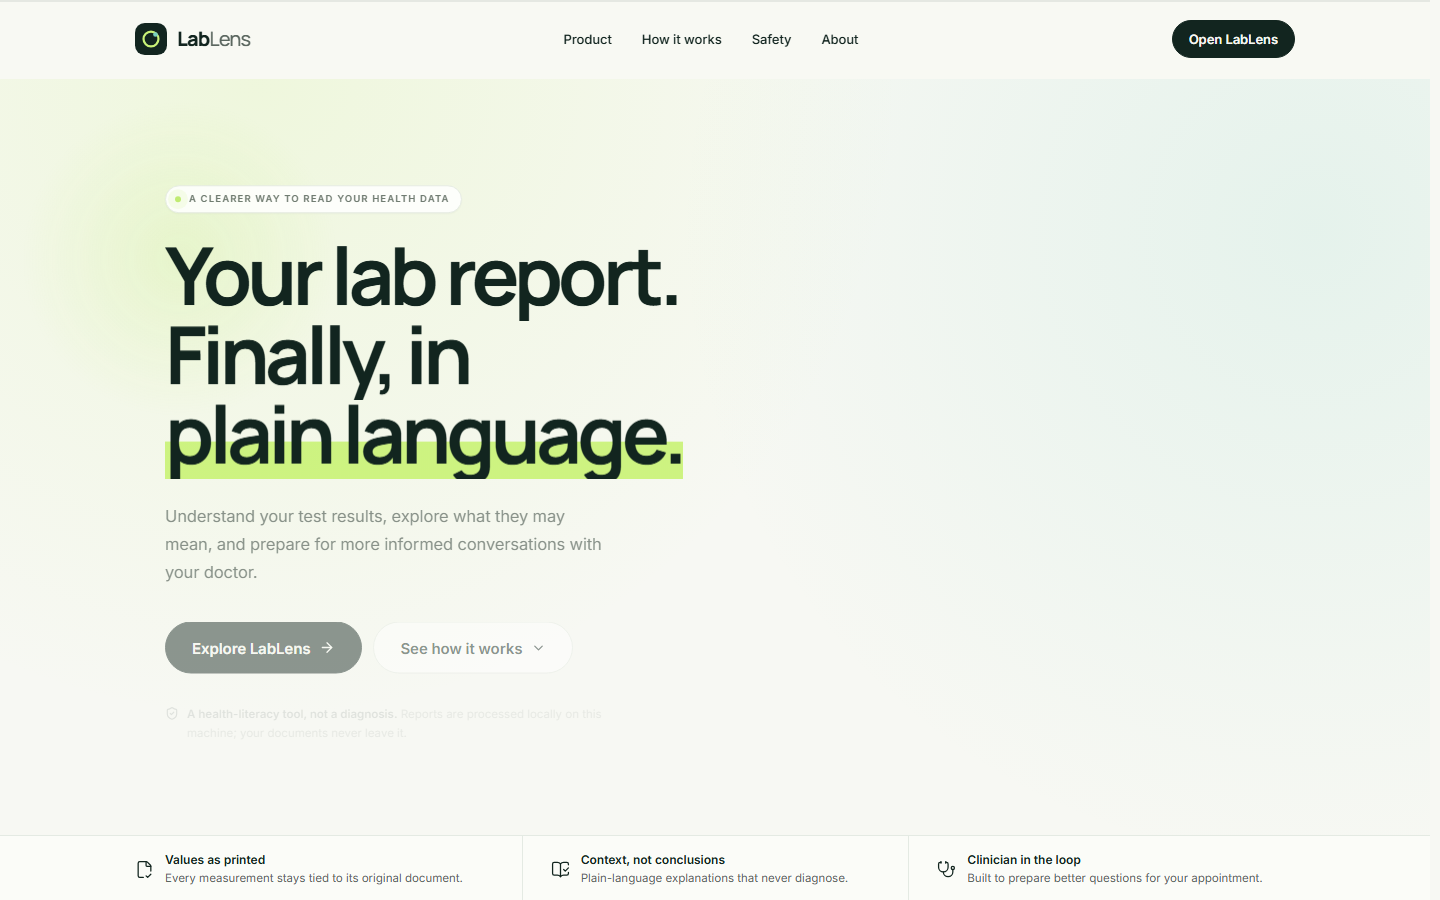 LabLens
Product
How it works
Safety
About
Open LabLens
A CLEARER WAY TO READ YOUR HEALTH DATA
Your lab report.
Finally, in
plain language.
Understand your test results, explore what they may
mean, and prepare for more informed conversations with
your doctor.
Explore LabLens
See how it works
A health-literacy tool, not a diagnosis. Reports are processed locally on this
machine; your documents never leave it.
Values as printed
Every measurement stays tied to its original document.
Context, not conclusions
Plain-language explanations that never diagnose.
Clinician in the loop
Built to prepare better questions for your appointment.